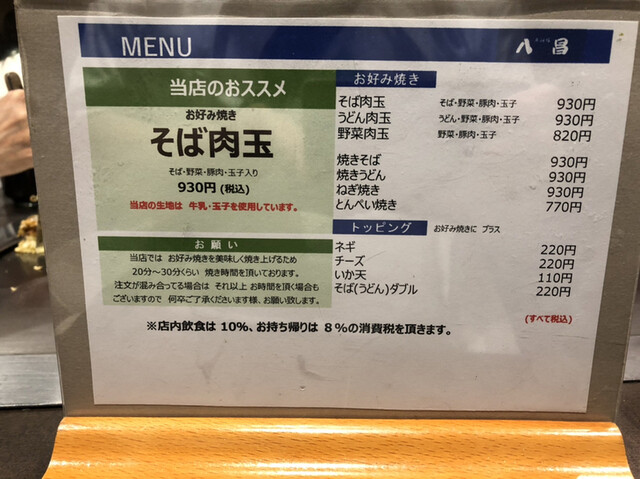 MENU
八昌
当店のおススメ
お好み焼き
そば肉玉
そば・野菜・豚肉・玉子入り
930円 (税込)
当店の生地は 牛乳・玉子を使用しています。
お 願 い
当店では お好み焼きを美味しく焼き上げるため
20分~30分くらい 焼き時間を頂いております。
注文が混み合ってる場合は それ以上 お時間を頂く場合も
ございますので 何卒ご了承くださいます様、お願い致します。
お好み焼き
そば肉玉 そば・野菜・豚肉・玉子 930円
うどん肉玉 うどん・野菜・豚肉・玉子 930円
野菜肉玉 野菜・豚肉・玉子 820円
焼きそば 930円
焼きうどん 930円
ねぎ焼き 930円
とんぺい焼き 770円
トッピング お好み焼きに プラス
ネギ 220円
チーズ 220円
いか天 110円
そば(うどん)ダブル 220円
(すべて税込)
※店内飲食は 10%、お持ち帰りは 8%の消費税を頂きます。